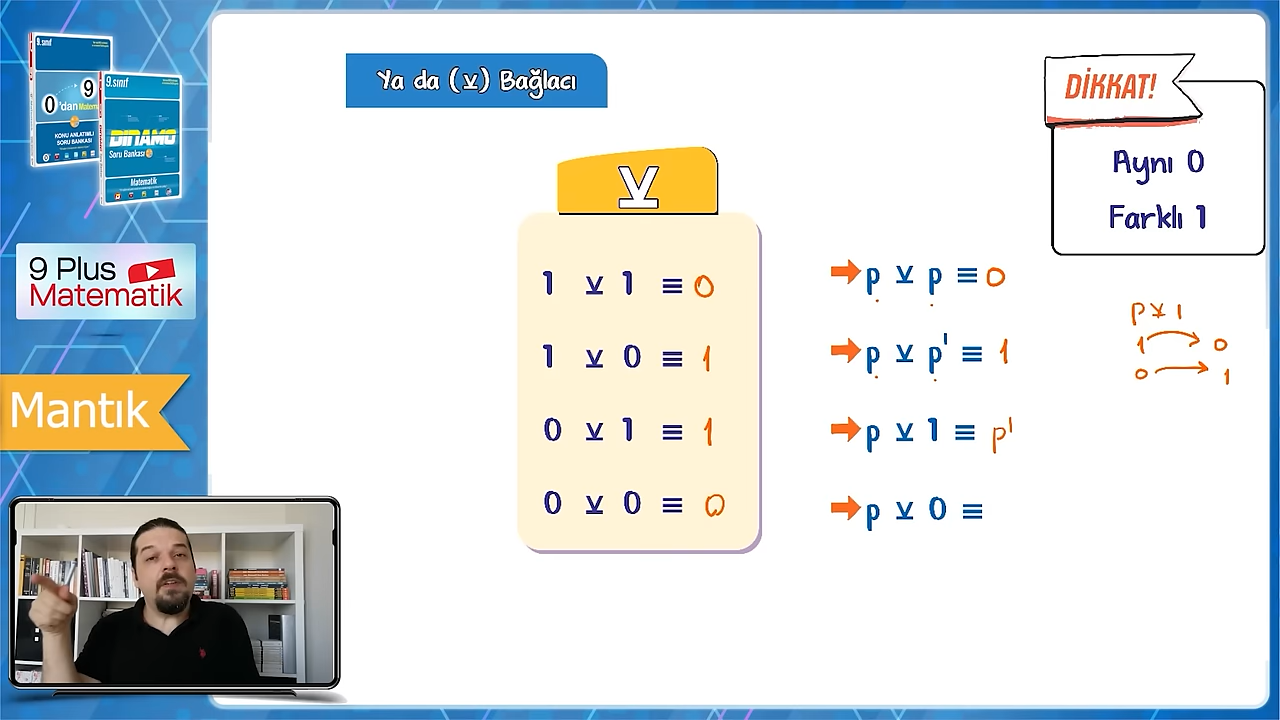 9.sınıf
0'dan 9
KONU ANLATIMLI
SORU BANKASI
9.sınıf
DİNAMO
Soru Bankası
Matematik
9 Plus
Matematik
Mantık
Ya da (⊻) Bağlacı
⊻
1 ⊻ 1 ≡ 0
1 ⊻ 0 ≡ 1
0 ⊻ 1 ≡ 1
0 ⊻ 0 ≡ 0
p ⊻ p ≡ 0
p ⊻ p' ≡ 1
p ⊻ 1 ≡ p'
p ⊻ 0 ≡
DİKKAT!
Aynı 0
Farklı 1
p ⊻ 1
1 → 0
0 → 1